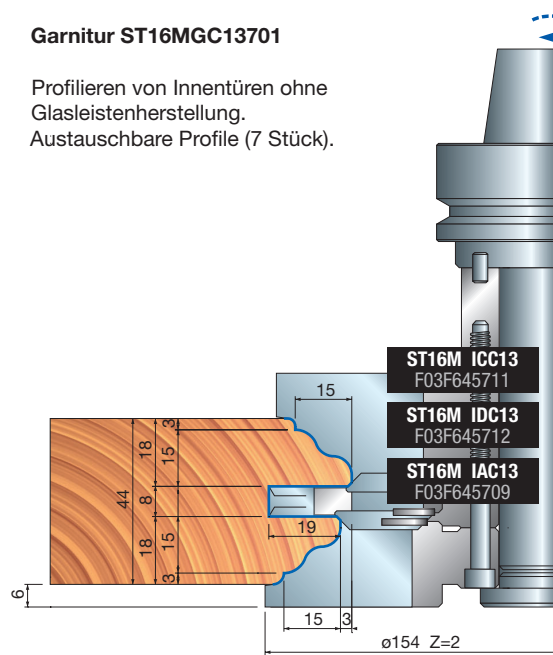 Garnitur ST16MGC13701
Profilieren von Innentüren ohne
Glasleistenherstellung.
Austauschbare Profile (7 Stück).
ST16M ICC13
F03F645711
ST16M IDC13
F03F645712
ST16M IAC13
F03F645709
15
3
18
15
44
8
19
18
15
3
6
15
3
ø154 Z=2